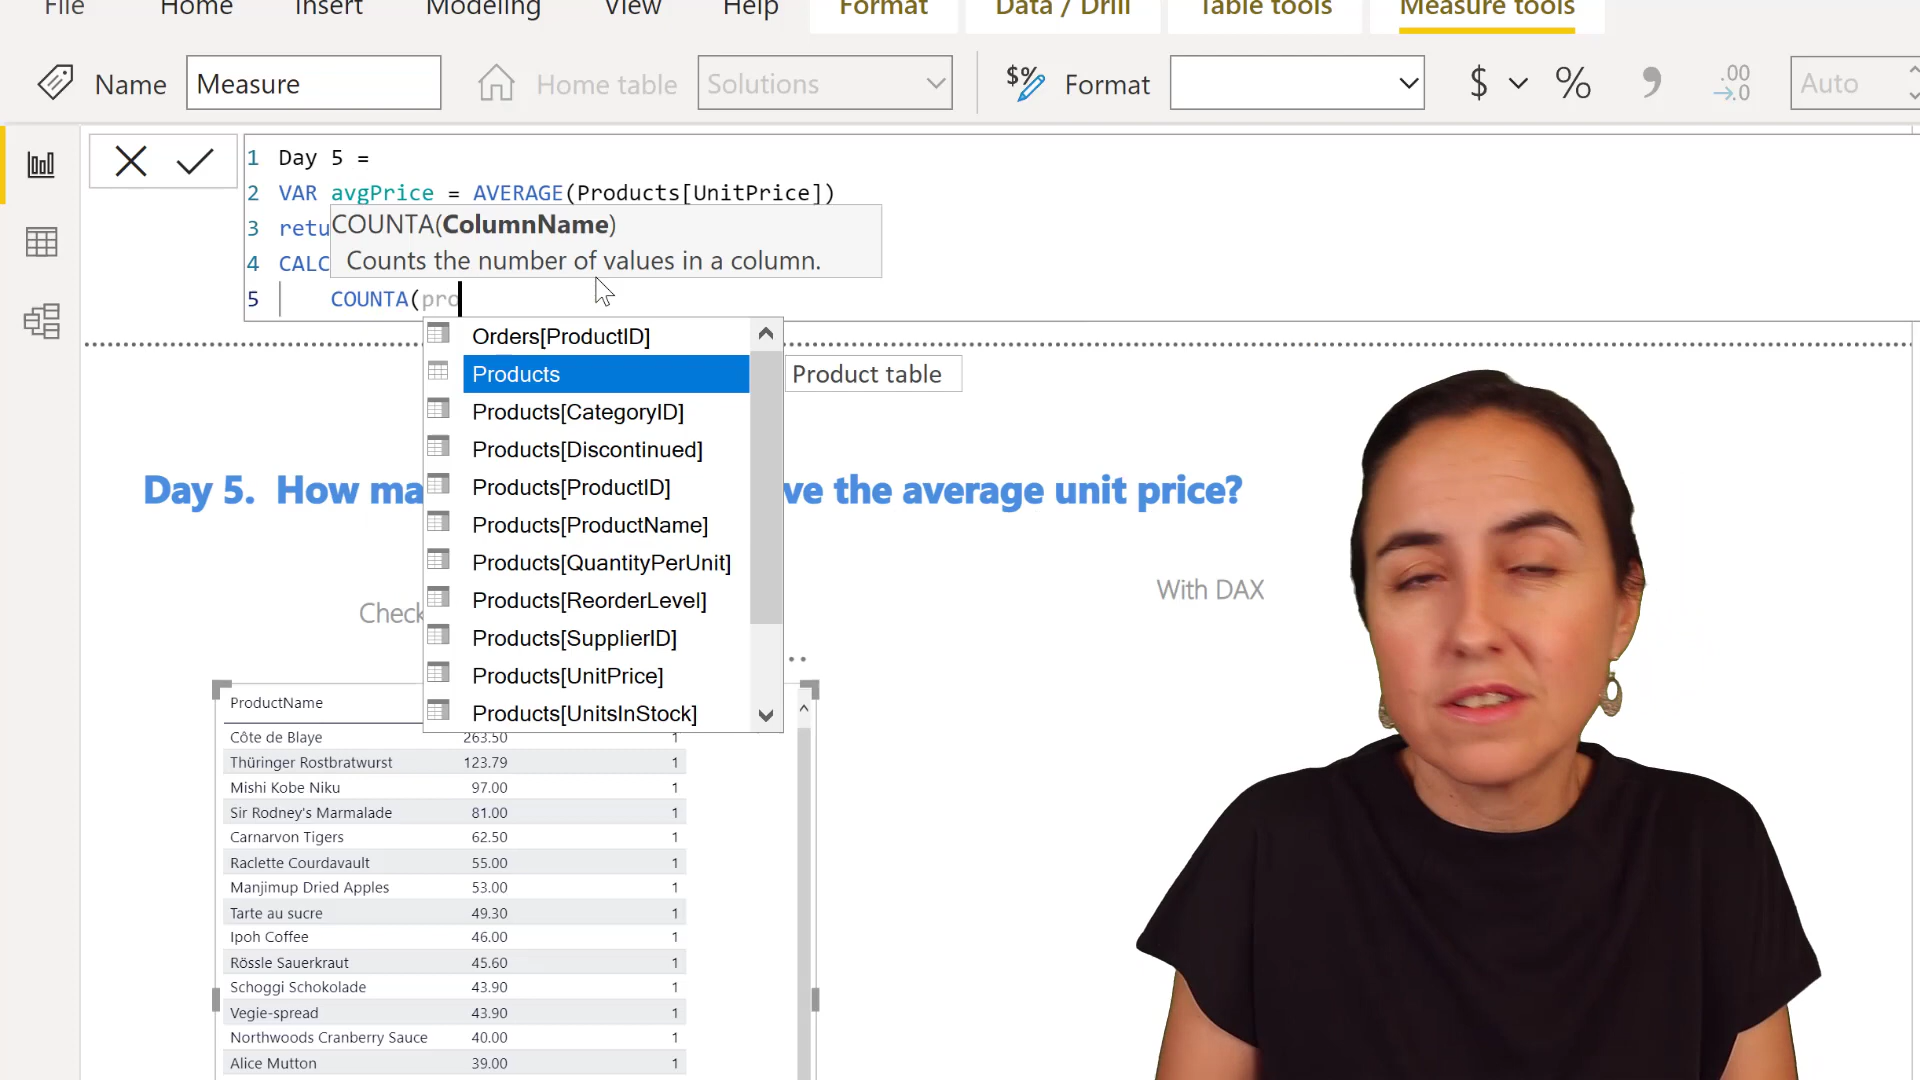 File Home Insert Modeling View Help Format Data / Drill Table tools Measure tools
Name Measure Home table Solutions Format $ % .00 →.0 Auto
1 Day 5 =
2 VAR avgPrice = AVERAGE(Products[UnitPrice])
COUNTA(ColumnName)
3 retu
Counts the number of values in a column.
4 CALC
5 COUNTA(pro
Orders[ProductID]
Products Product table
Products[CategoryID]
Products[Discontinued]
Products[ProductID]
Day 5. How ma ve the average unit price?
Products[ProductName]
Products[QuantityPerUnit]
With DAX
Products[ReorderLevel]
Check
Products[SupplierID]
Products[UnitPrice]
Products[UnitsInStock]
ProductName
Côte de Blaye 263.50 1
Thüringer Rostbratwurst 123.79 1
Mishi Kobe Niku 97.00 1
Sir Rodney's Marmalade 81.00 1
Carnarvon Tigers 62.50 1
Raclette Courdavault 55.00 1
Manjimup Dried Apples 53.00 1
Tarte au sucre 49.30 1
Ipoh Coffee 46.00 1
Rössle Sauerkraut 45.60 1
Schoggi Schokolade 43.90 1
Vegie-spread 43.90 1
Northwoods Cranberry Sauce 40.00 1
Alice Mutton 39.00 1